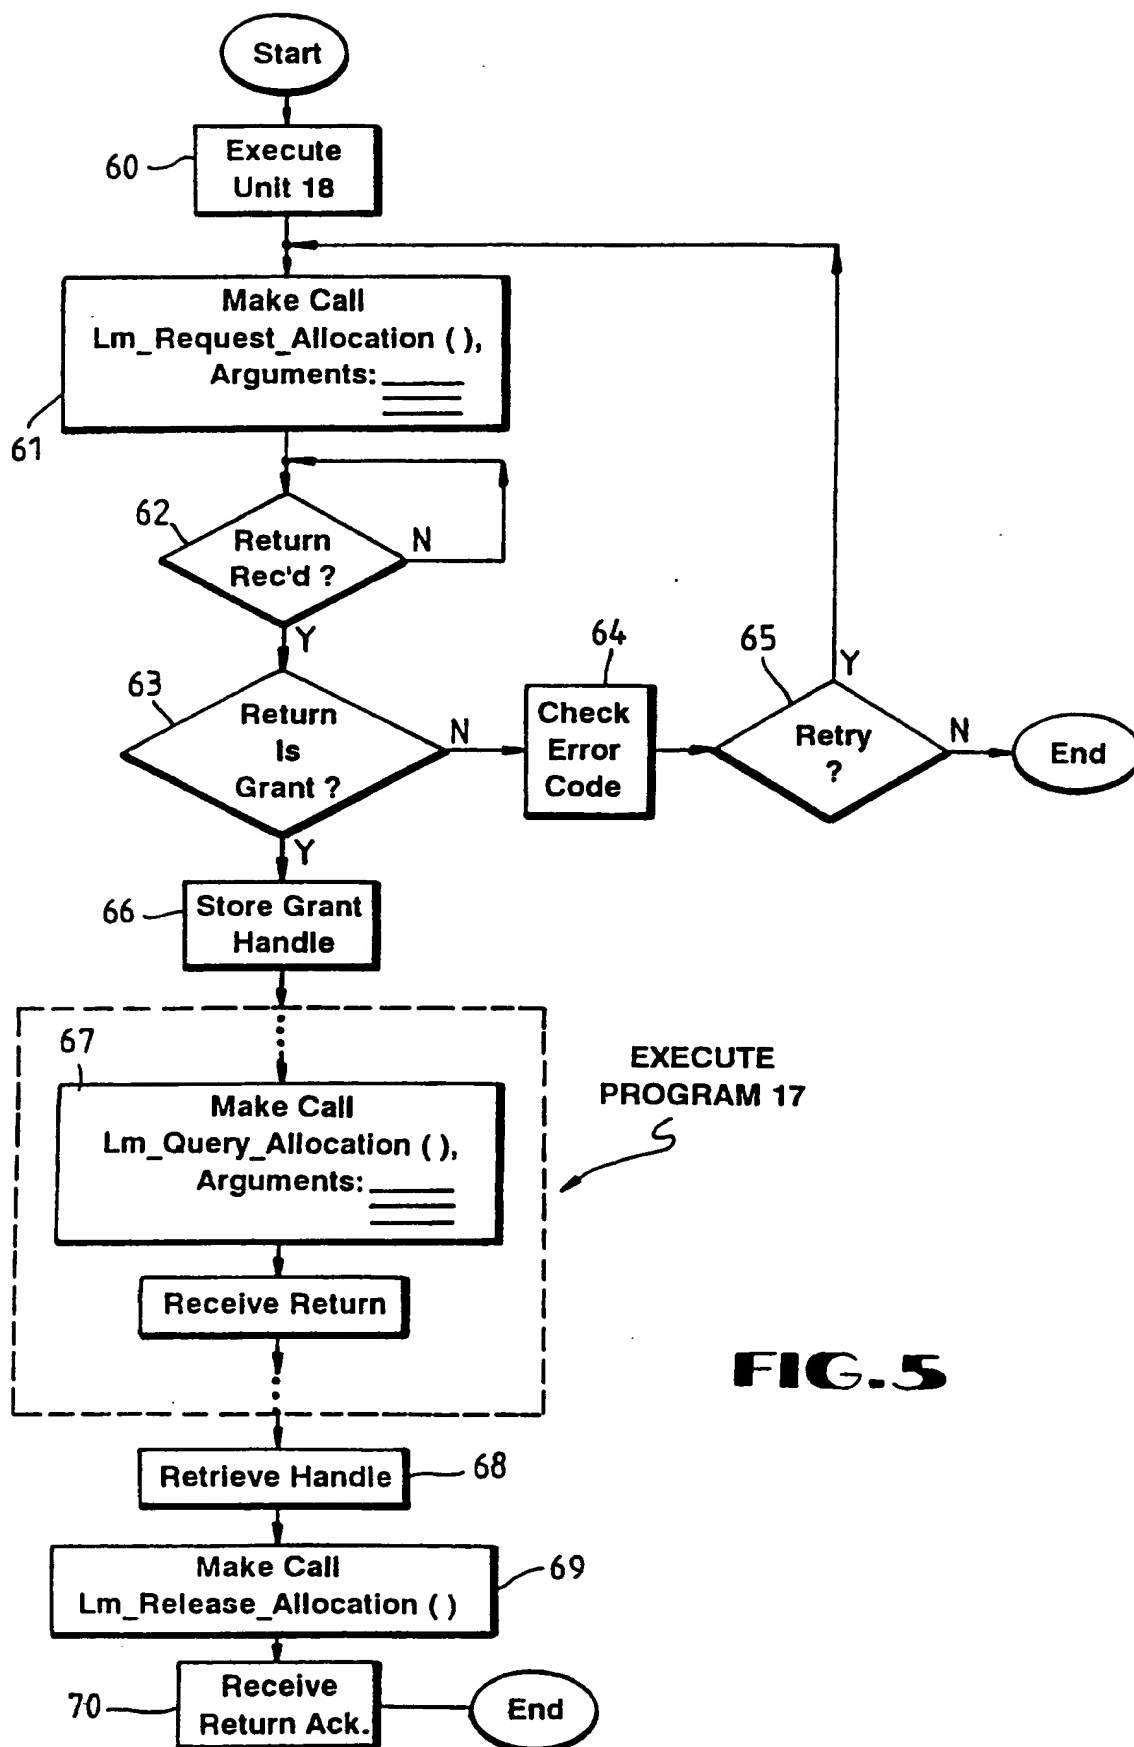 Start
60
Execute
Unit 18
Make Call
Lm_Request_Allocation ( ),
Arguments:
61
62
Return
Rec'd ?
N
Y
63
Return
Is
Grant ?
N
Y
64
Check
Error
Code
65
Retry
?
Y
N
End
66
Store Grant
Handle
67
Make Call
Lm_Query_Allocation ( ),
Arguments:
EXECUTE
PROGRAM 17
Receive Return
FIG.5
Retrieve Handle
68
Make Call
Lm_Release_Allocation ( )
69
70
Receive
Return Ack.
End